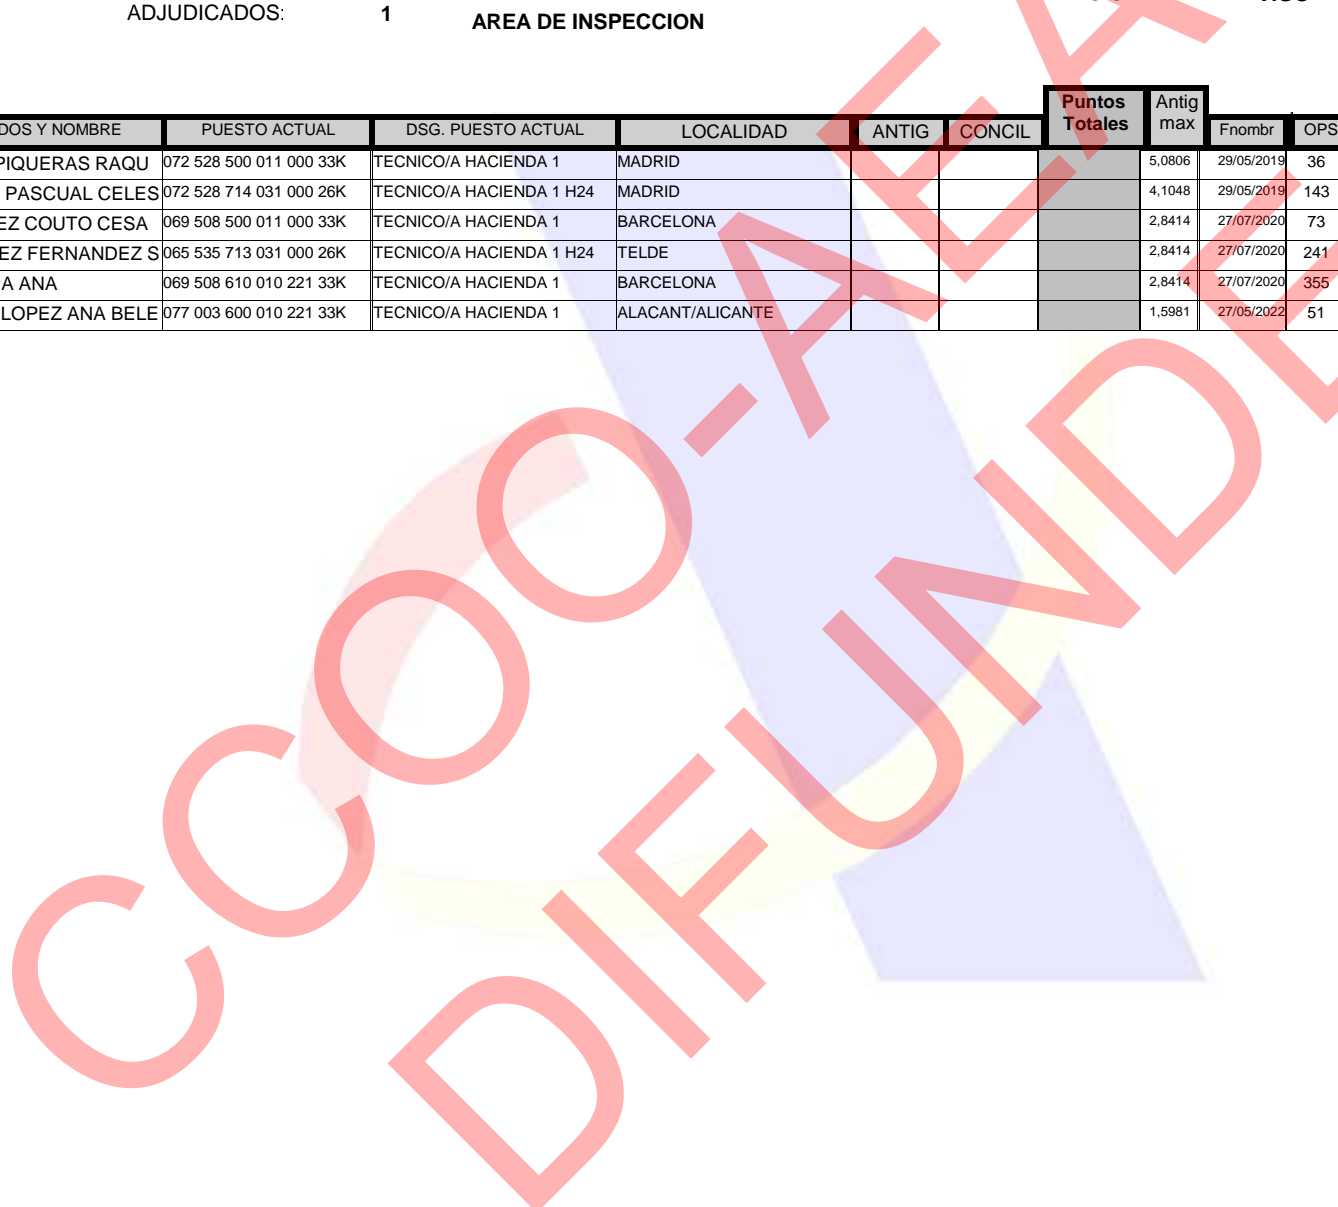 ADJUDICADOS: 1 AREA DE INSPECCION
Puntos Totales Antig max
DOS Y NOMBRE PUESTO ACTUAL DSG. PUESTO ACTUAL LOCALIDAD ANTIG CONCIL Fnombr OPS
PIQUERAS RAQU 072 528 500 011 000 33K TECNICO/A HACIENDA 1 MADRID 5,0806 29/05/2019 36
PASCUAL CELES 072 528 714 031 000 26K TECNICO/A HACIENDA 1 H24 MADRID 4,1048 29/05/2019 143
EZ COUTO CESA 069 508 500 011 000 33K TECNICO/A HACIENDA 1 BARCELONA 2,8414 27/07/2020 73
EZ FERNANDEZ S 065 535 713 031 000 26K TECNICO/A HACIENDA 1 H24 TELDE 2,8414 27/07/2020 241
A ANA 069 508 610 010 221 33K TECNICO/A HACIENDA 1 BARCELONA 2,8414 27/07/2020 355
LOPEZ ANA BELE 077 003 600 010 221 33K TECNICO/A HACIENDA 1 ALACANT/ALICANTE 1,5981 27/05/2022 51
CCOO-AEA
DIFUNDE